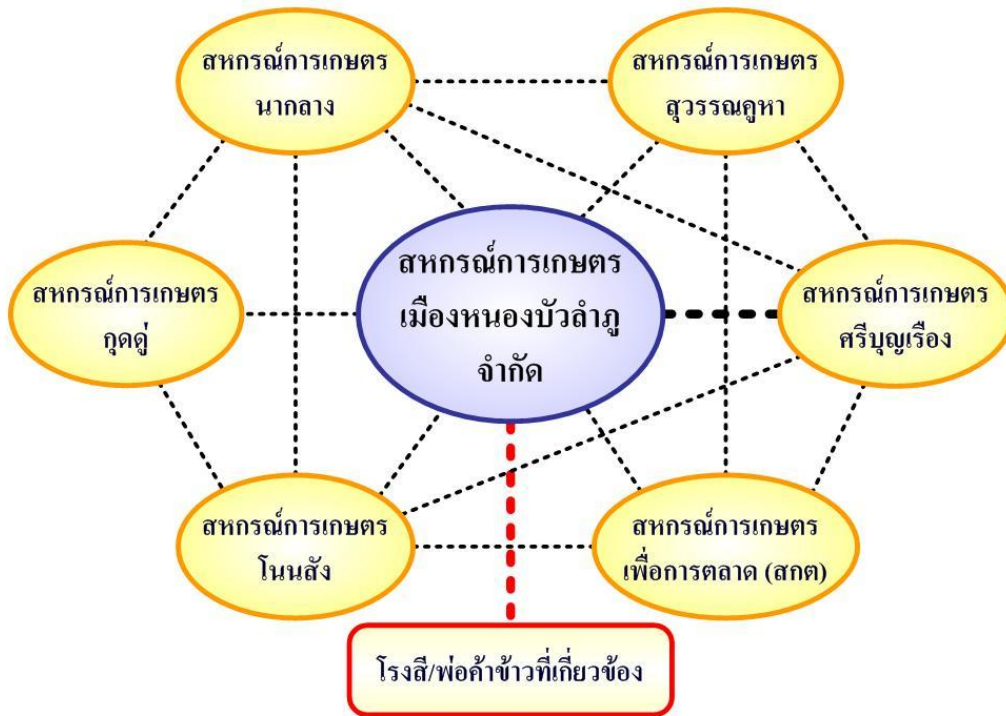 สหกรณ์การเกษตร
นากลาง
สหกรณ์การเกษตร
สุวรรณคูหา
สหกรณ์การเกษตร
เมืองหนองบัวลำภู
จำกัด
สหกรณ์การเกษตร
กุดดู่
สหกรณ์การเกษตร
ศรีบุญเรือง
สหกรณ์การเกษตร
โนนสัง
สหกรณ์การเกษตร
เพื่อการตลาด (สกต)
โรงสี/พ่อค้าข้าวที่เกี่ยวข้อง